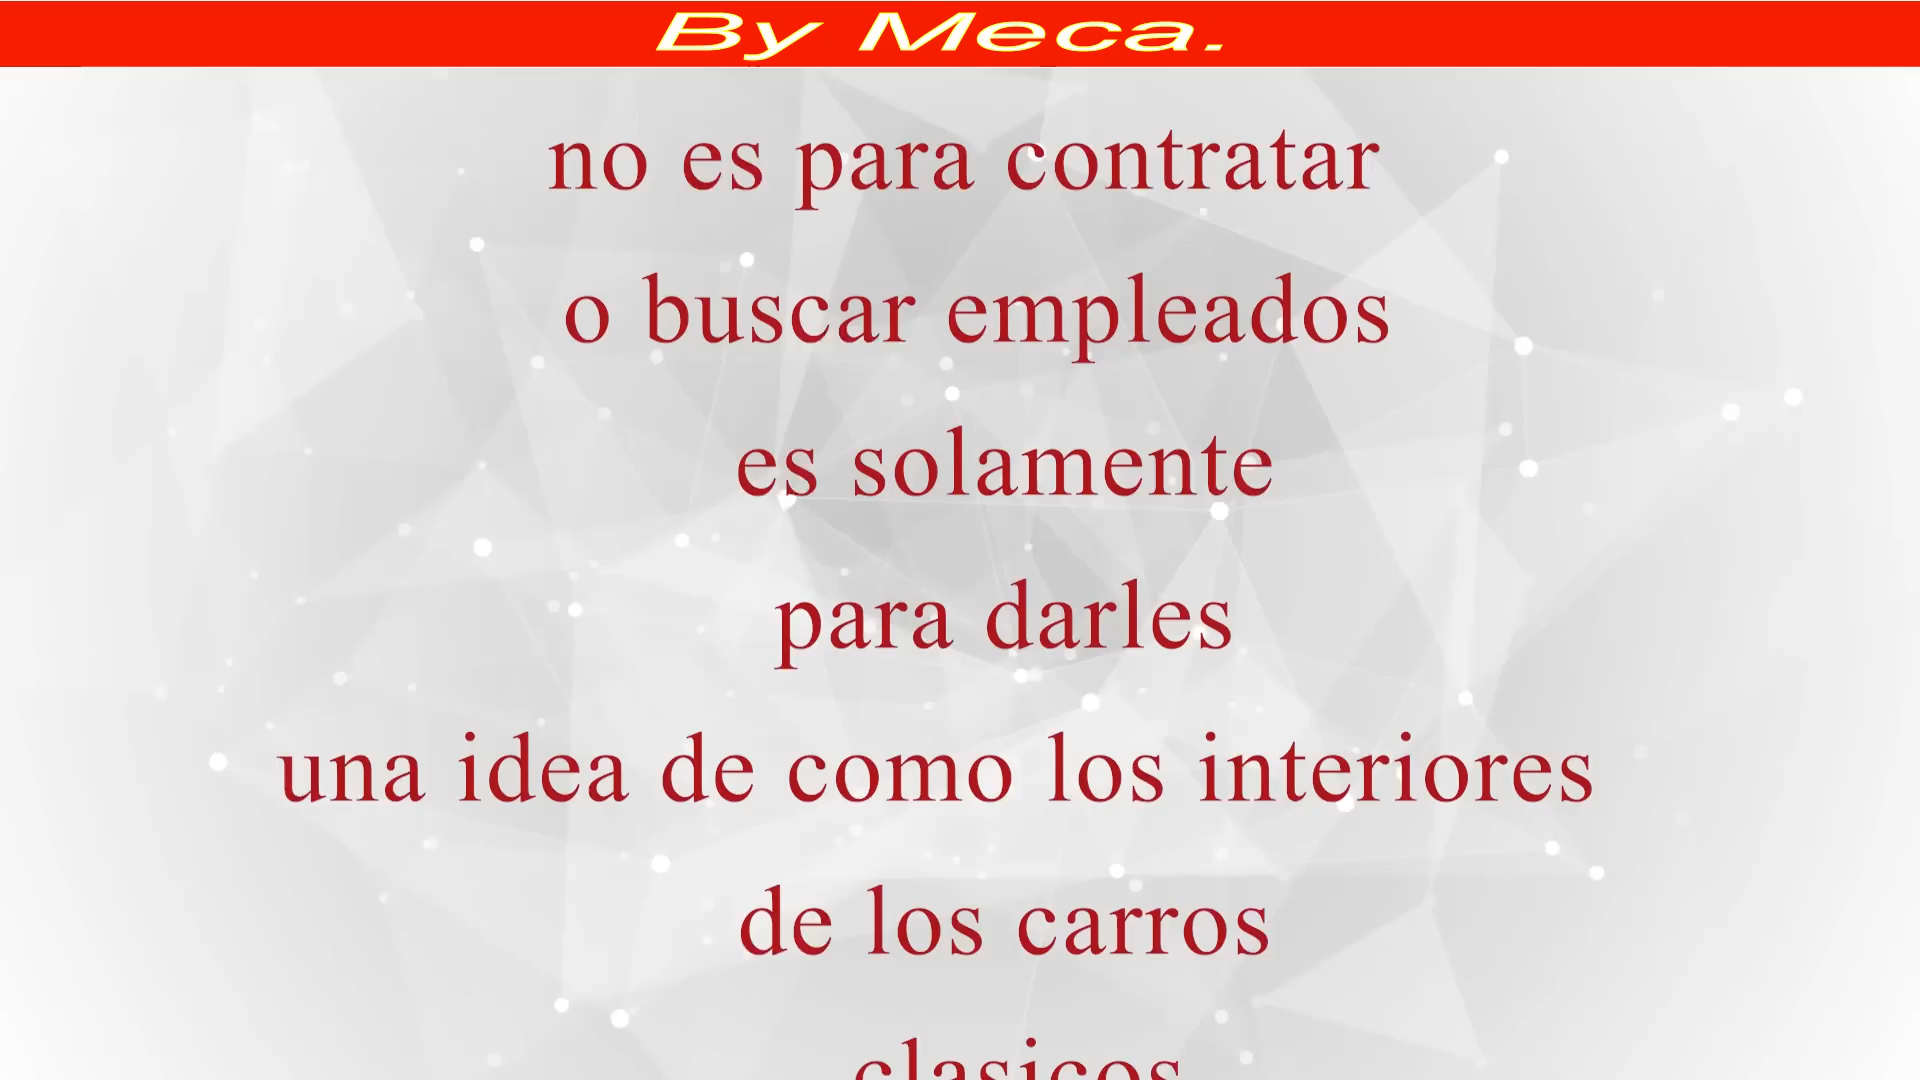 By Meca.
no es para contratar
o buscar empleados
es solamente
para darles
una idea de como los interiores
de los carros
clasicos